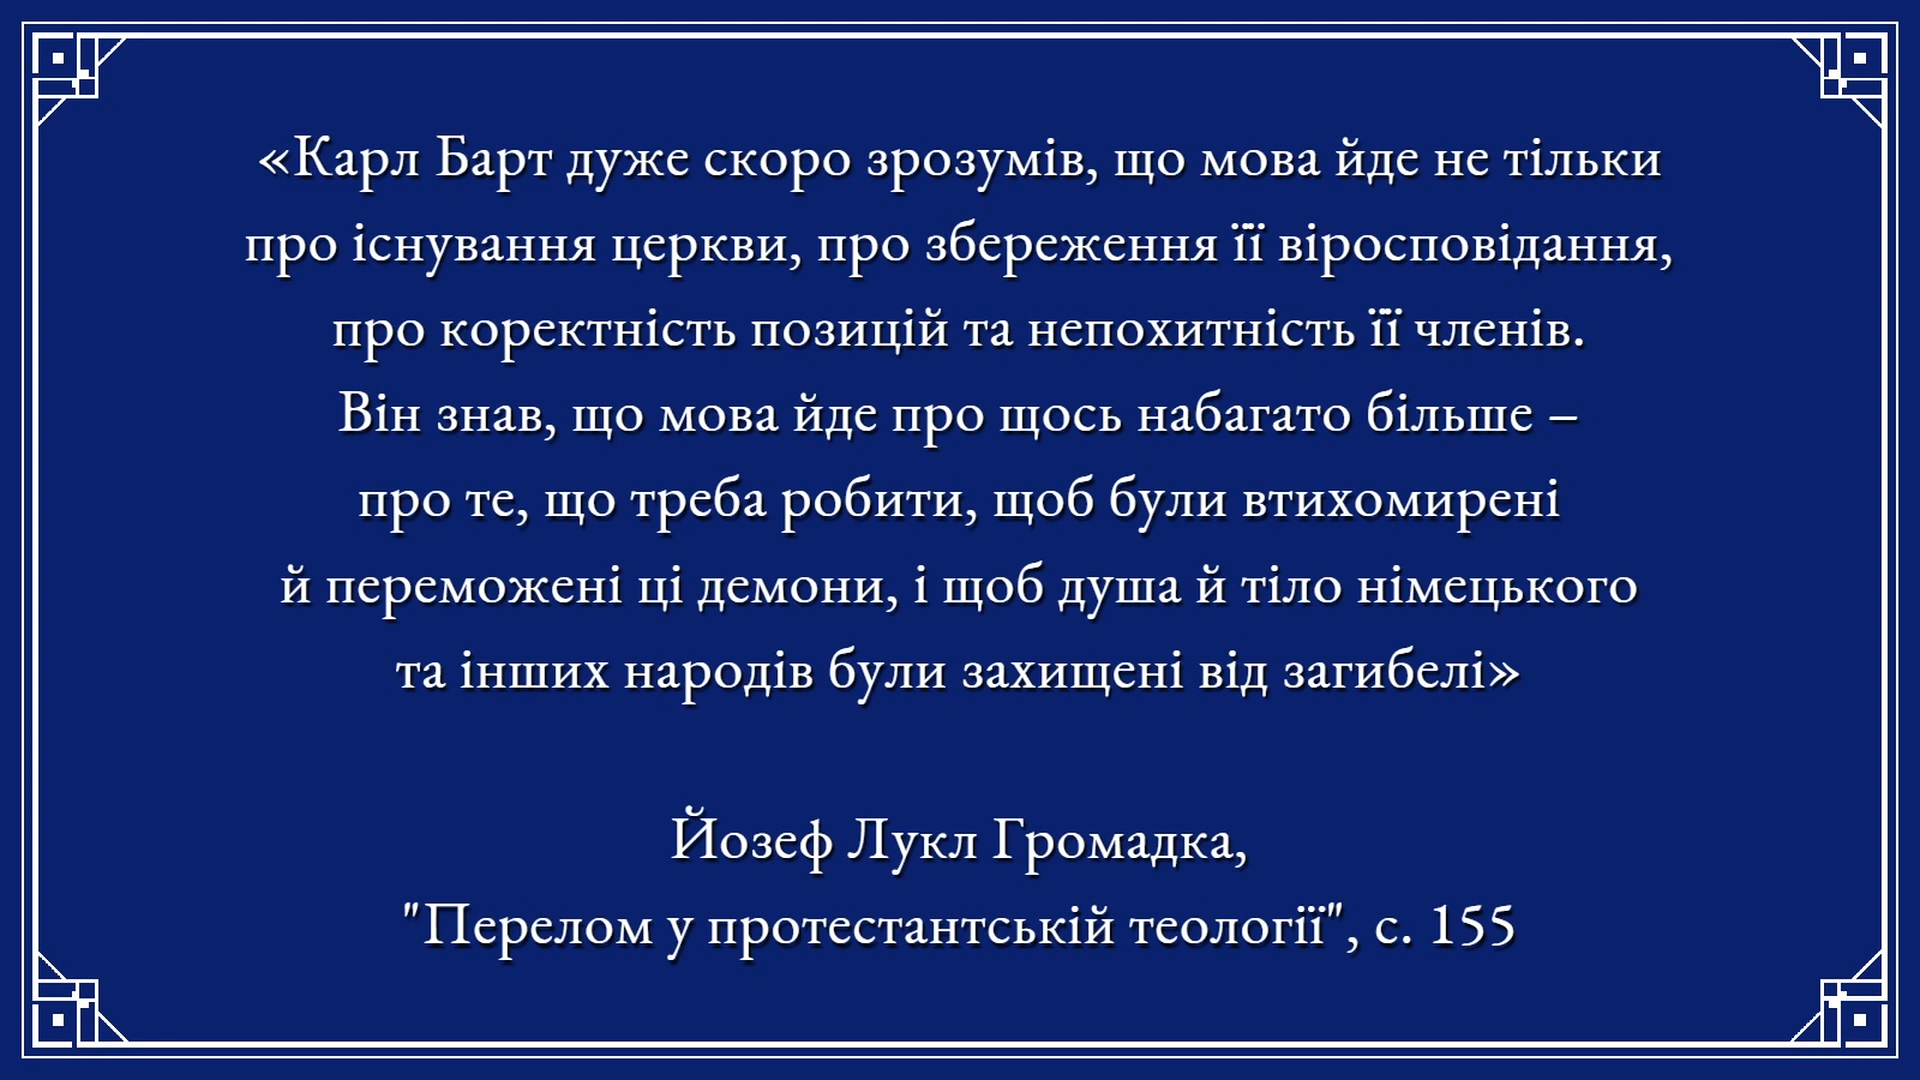 «Карл Барт дуже скоро зрозумів, що мова йде не тільки
про існування церкви, про збереження її віросповідання,
про коректність позицій та непохитність її членів.
Він знав, що мова йде про щось набагато більше –
про те, що треба робити, щоб були втихомирені
й переможені ці демони, і щоб душа й тіло німецького
та інших народів були захищені від загибелі»
Йозеф Лукл Громадка,
"Перелом у протестантській теології", с. 155